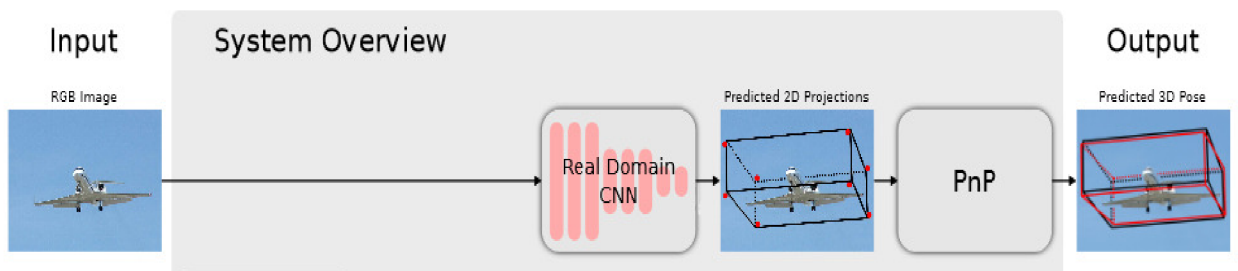 Input
System Overview
Output
RGB Image
Predicted 2D Projections
Predicted 3D Pose
Real Domain
CNN
PnP